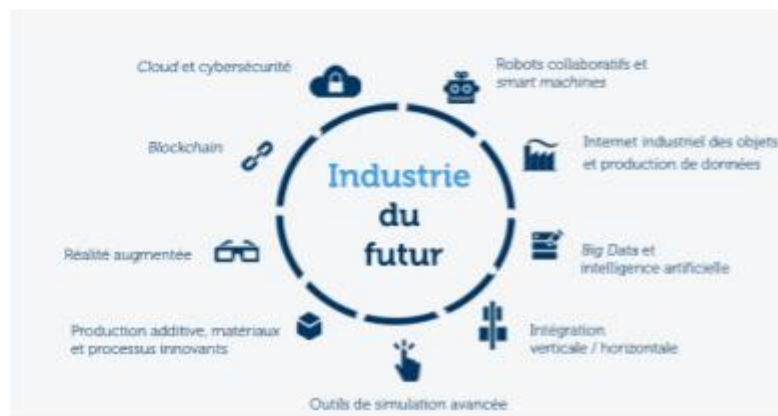 Cloud et cybersécurité
Robots collaboratifs et
smart machines
Blockchain
Internet industriel des objets
et production de données
Industrie
du
futur
Réalité augmentée
Big Data et
intelligence artificielle
Production additive, matériaux
et processus innovants
Intégration
verticale / horizontale
Outils de simulation avancée